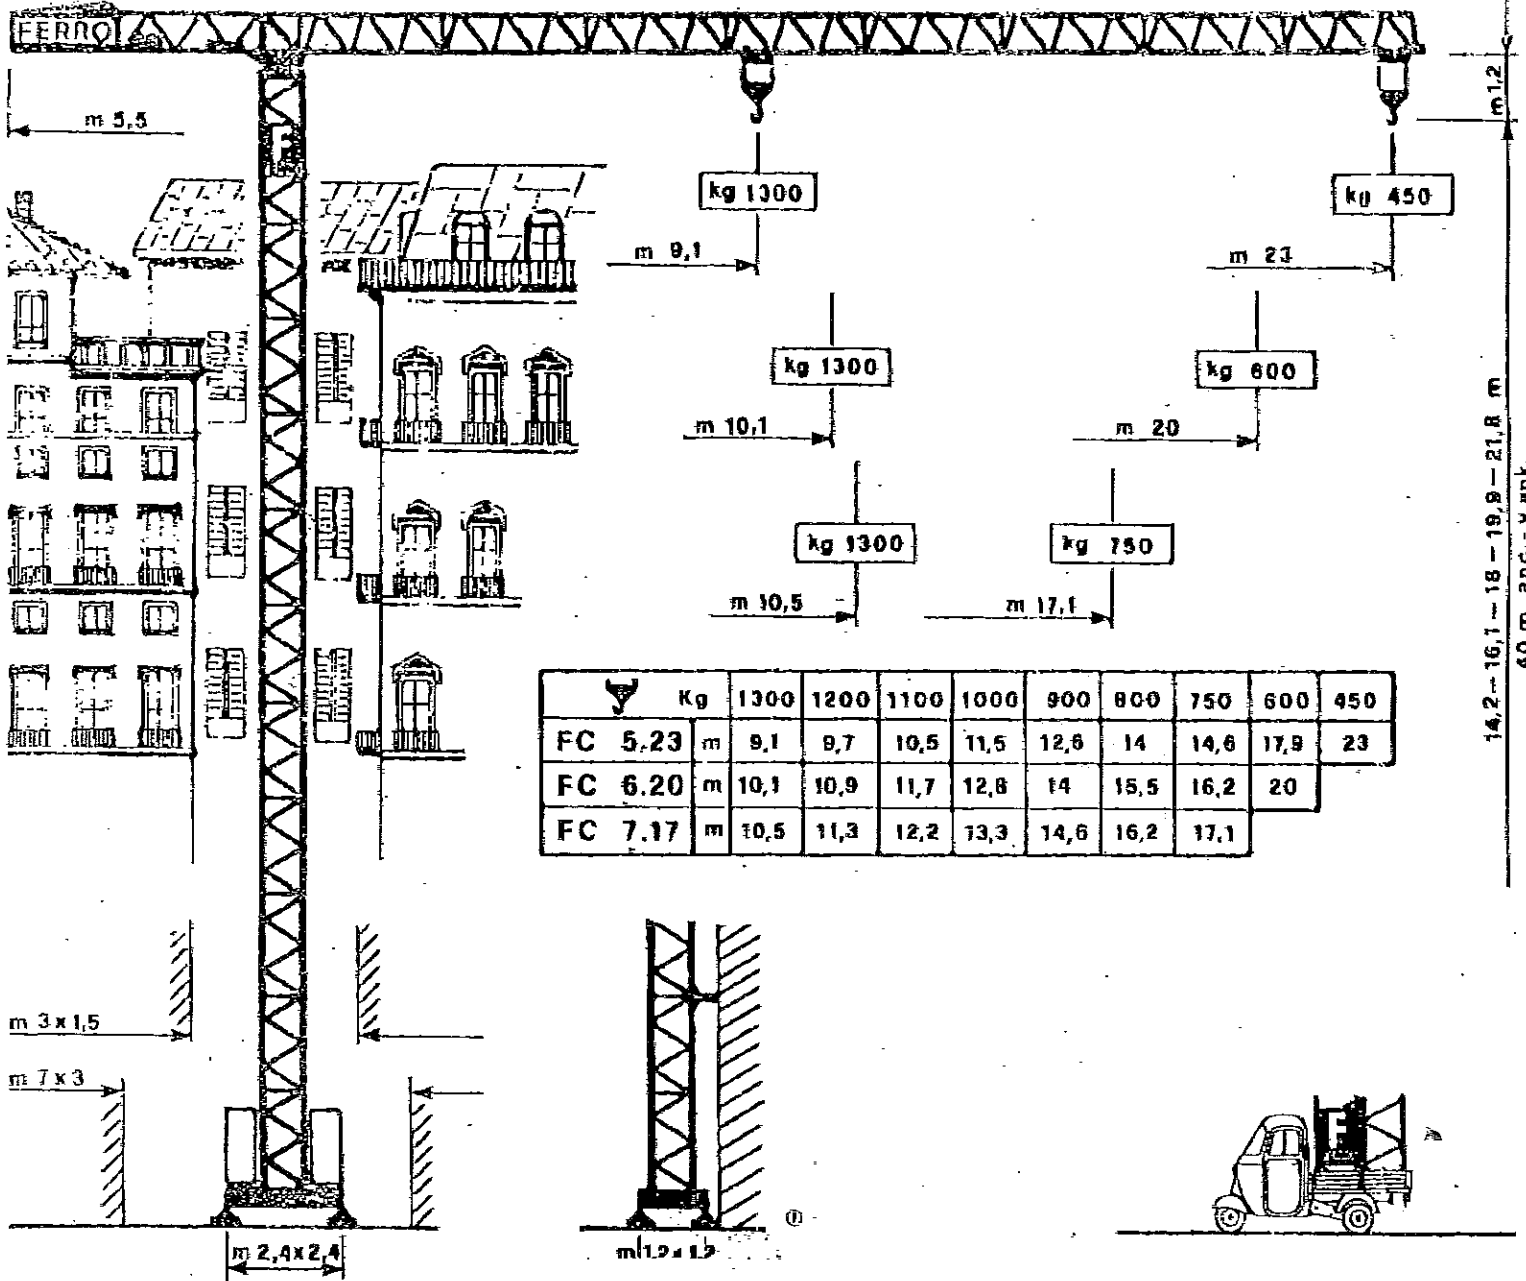 FERRO
m 5,5
F
m 1,2
kg 1300
kg 450
m 9,1
m 23
kg 1300
kg 600
m 10,1
m 20
kg 1300
kg 750
m 10,5
m 17,1
14,2 – 16,1 – 18 – 19,9 – 21,8 m
60 m anc.
Kg 1300 1200 1100 1000 900 800 750 600 450
FC 5.23 m 9,1 9,7 10,5 11,5 12,6 14 14,6 17,9 23
FC 6.20 m 10,1 10,9 11,7 12,8 14 15,5 16,2 20
FC 7.17 m 10,5 11,3 12,2 13,3 14,6 16,2 17,1
m 3 x 1,5
m 7 x 3
m 2,4 x 2,4
m 1,2 x 1,2
F